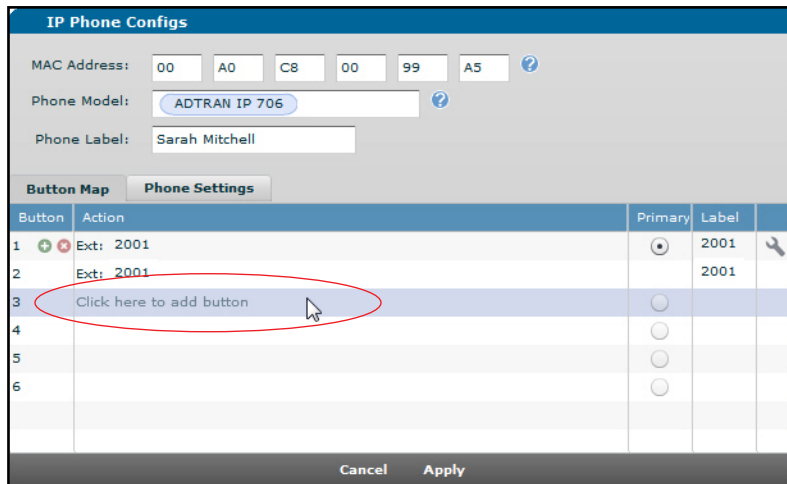 IP Phone Configs
MAC Address: 00 A0 C8 00 99 A5 ?
Phone Model: ADTRAN IP 706 ?
Phone Label: Sarah Mitchell
Button Map Phone Settings
Button Action Primary Label
1 Ext: 2001 2001
2 Ext: 2001 2001
3 Click here to add button
4
5
6
Cancel Apply